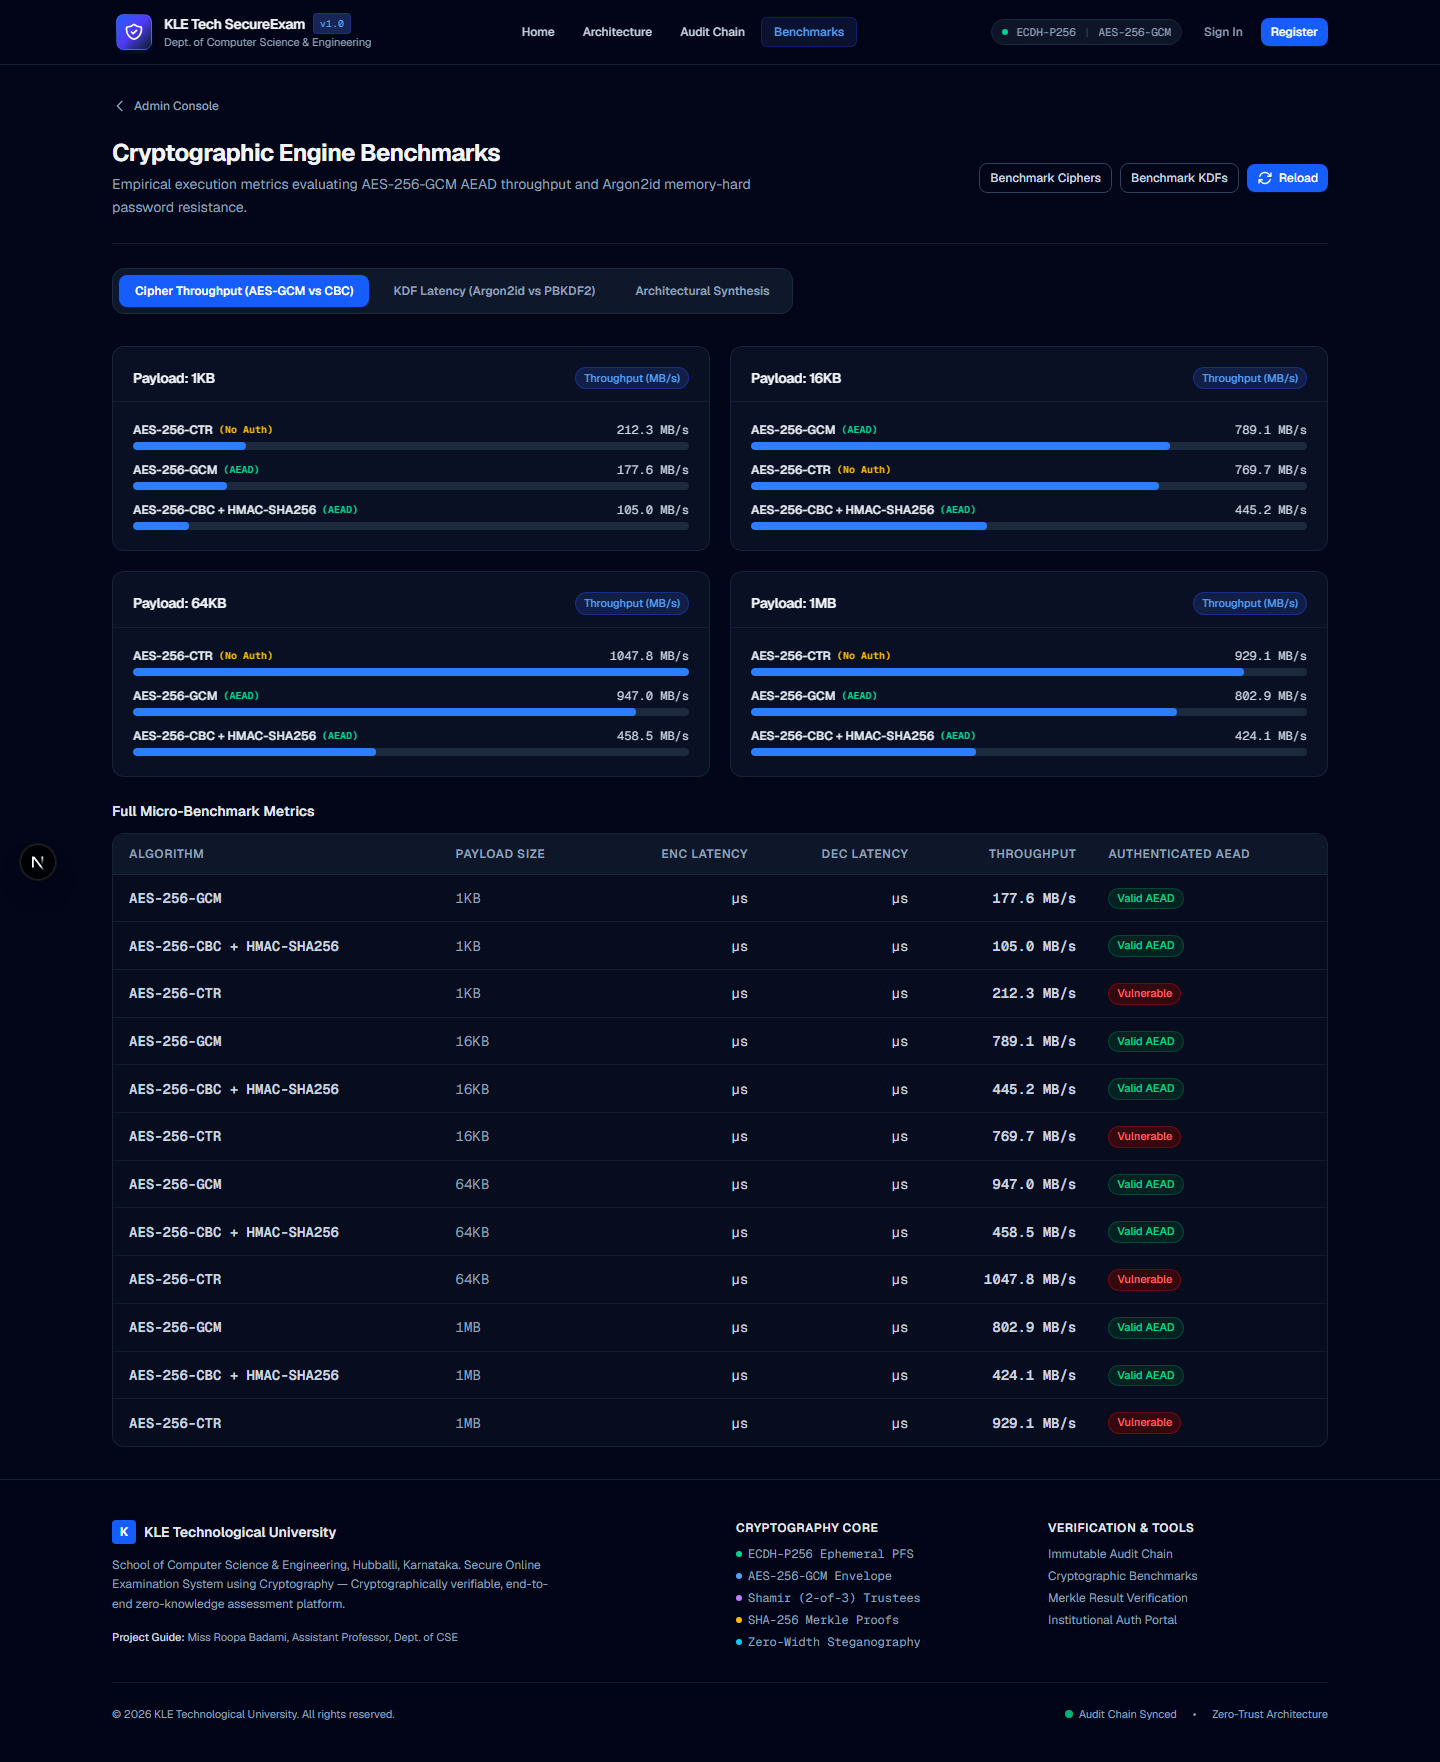 KLE Tech SecureExam v1.0
Dept. of Computer Science & Engineering
Home Architecture Audit Chain Benchmarks
ECDH-P256 | AES-256-GCM Sign In Register
Admin Console
Cryptographic Engine Benchmarks
Empirical execution metrics evaluating AES-256-GCM AEAD throughput and Argon2id memory-hard
password resistance.
Benchmark Ciphers Benchmark KDFs Reload
Cipher Throughput (AES-GCM vs CBC) KDF Latency (Argon2id vs PBKDF2) Architectural Synthesis
Payload: 1KB Throughput (MB/s)
AES-256-CTR (No Auth) 212.3 MB/s
AES-256-GCM (AEAD) 177.6 MB/s
AES-256-CBC + HMAC-SHA256 (AEAD) 105.0 MB/s
Payload: 16KB Throughput (MB/s)
AES-256-GCM (AEAD) 789.1 MB/s
AES-256-CTR (No Auth) 769.7 MB/s
AES-256-CBC + HMAC-SHA256 (AEAD) 445.2 MB/s
Payload: 64KB Throughput (MB/s)
AES-256-CTR (No Auth) 1047.8 MB/s
AES-256-GCM (AEAD) 947.0 MB/s
AES-256-CBC + HMAC-SHA256 (AEAD) 458.5 MB/s
Payload: 1MB Throughput (MB/s)
AES-256-CTR (No Auth) 929.1 MB/s
AES-256-GCM (AEAD) 802.9 MB/s
AES-256-CBC + HMAC-SHA256 (AEAD) 424.1 MB/s
Full Micro-Benchmark Metrics
ALGORITHM PAYLOAD SIZE ENC LATENCY DEC LATENCY THROUGHPUT AUTHENTICATED AEAD
AES-256-GCM 1KB µs µs 177.6 MB/s Valid AEAD
AES-256-CBC + HMAC-SHA256 1KB µs µs 105.0 MB/s Valid AEAD
AES-256-CTR 1KB µs µs 212.3 MB/s Vulnerable
AES-256-GCM 16KB µs µs 789.1 MB/s Valid AEAD
AES-256-CBC + HMAC-SHA256 16KB µs µs 445.2 MB/s Valid AEAD
AES-256-CTR 16KB µs µs 769.7 MB/s Vulnerable
AES-256-GCM 64KB µs µs 947.0 MB/s Valid AEAD
AES-256-CBC + HMAC-SHA256 64KB µs µs 458.5 MB/s Valid AEAD
AES-256-CTR 64KB µs µs 1047.8 MB/s Vulnerable
AES-256-GCM 1MB µs µs 802.9 MB/s Valid AEAD
AES-256-CBC + HMAC-SHA256 1MB µs µs 424.1 MB/s Valid AEAD
AES-256-CTR 1MB µs µs 929.1 MB/s Vulnerable
N
K KLE Technological University
School of Computer Science & Engineering, Hubballi, Karnataka. Secure Online
Examination System using Cryptography — Cryptographically verifiable, end-to-
end zero-knowledge assessment platform.
Project Guide: Miss Roopa Badami, Assistant Professor, Dept. of CSE
CRYPTOGRAPHY CORE
ECDH-P256 Ephemeral PFS
AES-256-GCM Envelope
Shamir (2-of-3) Trustees
SHA-256 Merkle Proofs
Zero-Width Steganography
VERIFICATION & TOOLS
Immutable Audit Chain
Cryptographic Benchmarks
Merkle Result Verification
Institutional Auth Portal
© 2026 KLE Technological University. All rights reserved.
Audit Chain Synced • Zero-Trust Architecture